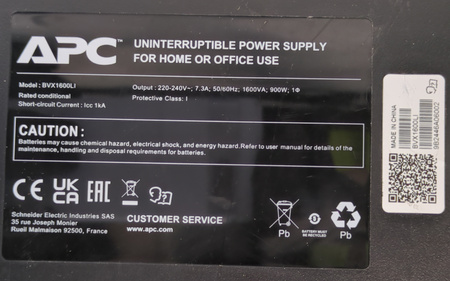 APC™
UNINTERRUPTIBLE POWER SUPPLY
FOR HOME OR OFFICE USE
Model : BVX1600LI
Rated conditional
Short-circuit Current : Icc 1kA
Output : 220-240V~; 7.3A; 50/60Hz; 1600VA; 900W; 1Φ
Protective Class: I
CAUTION :
Batteries may cause chemical hazard, electrical shock, and energy hazard.Refer to user manual for details of the
maintenance, handling and disposal requirements for batteries.
CE UK CA EAC
Schneider Electric Industries SAS
35 rue Joseph Monier
Rueil Malmaison 92500, France
CUSTOMER SERVICE
www.apc.com
Pb
BATTERY MUST
BE RECYCLED
Pb
MADE IN CHINA
BVX1600LI
9B2446A06002